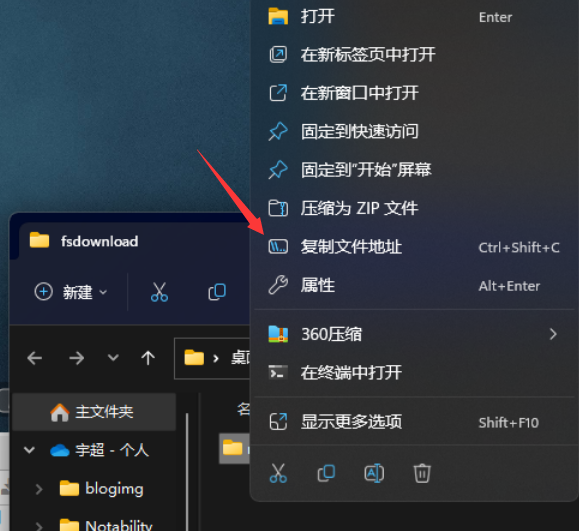 打开 Enter
在新标签页中打开
在新窗口中打开
固定到快速访问
固定到"开始"屏幕
压缩为 ZIP 文件
复制文件地址 Ctrl+Shift+C
属性 Alt+Enter
360压缩
在终端中打开
显示更多选项 Shift+F10
fsdownload
新建
桌
主文件夹
名
宇超 - 个人
blogimg
Notability